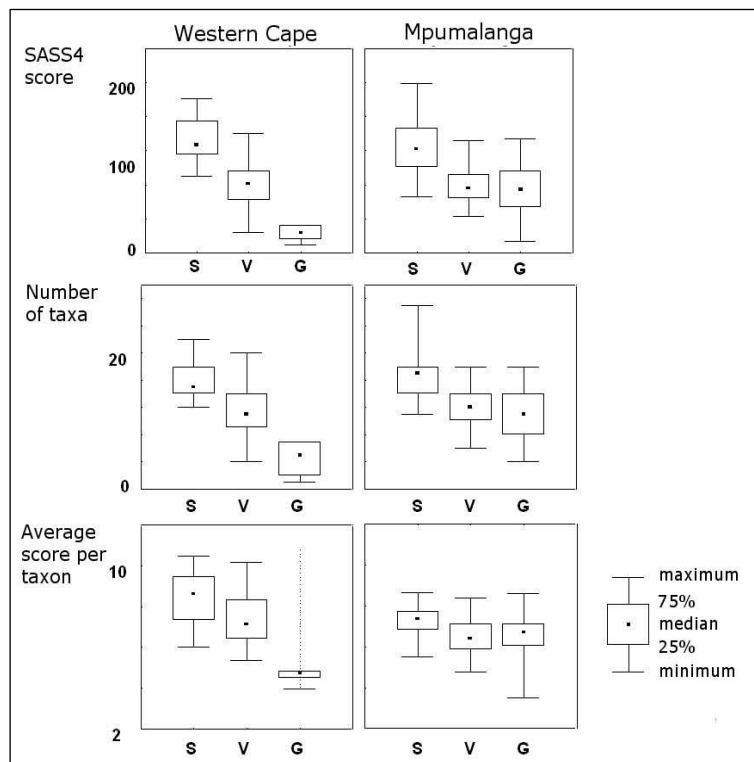 Western Cape
Mpumalanga
SASS4
score
200
100
0
S V G
S V G
Number
of taxa
20
0
S V G
S V G
Average
score per
taxon
10
2
S V G
S V G
maximum
75%
median
25%
minimum